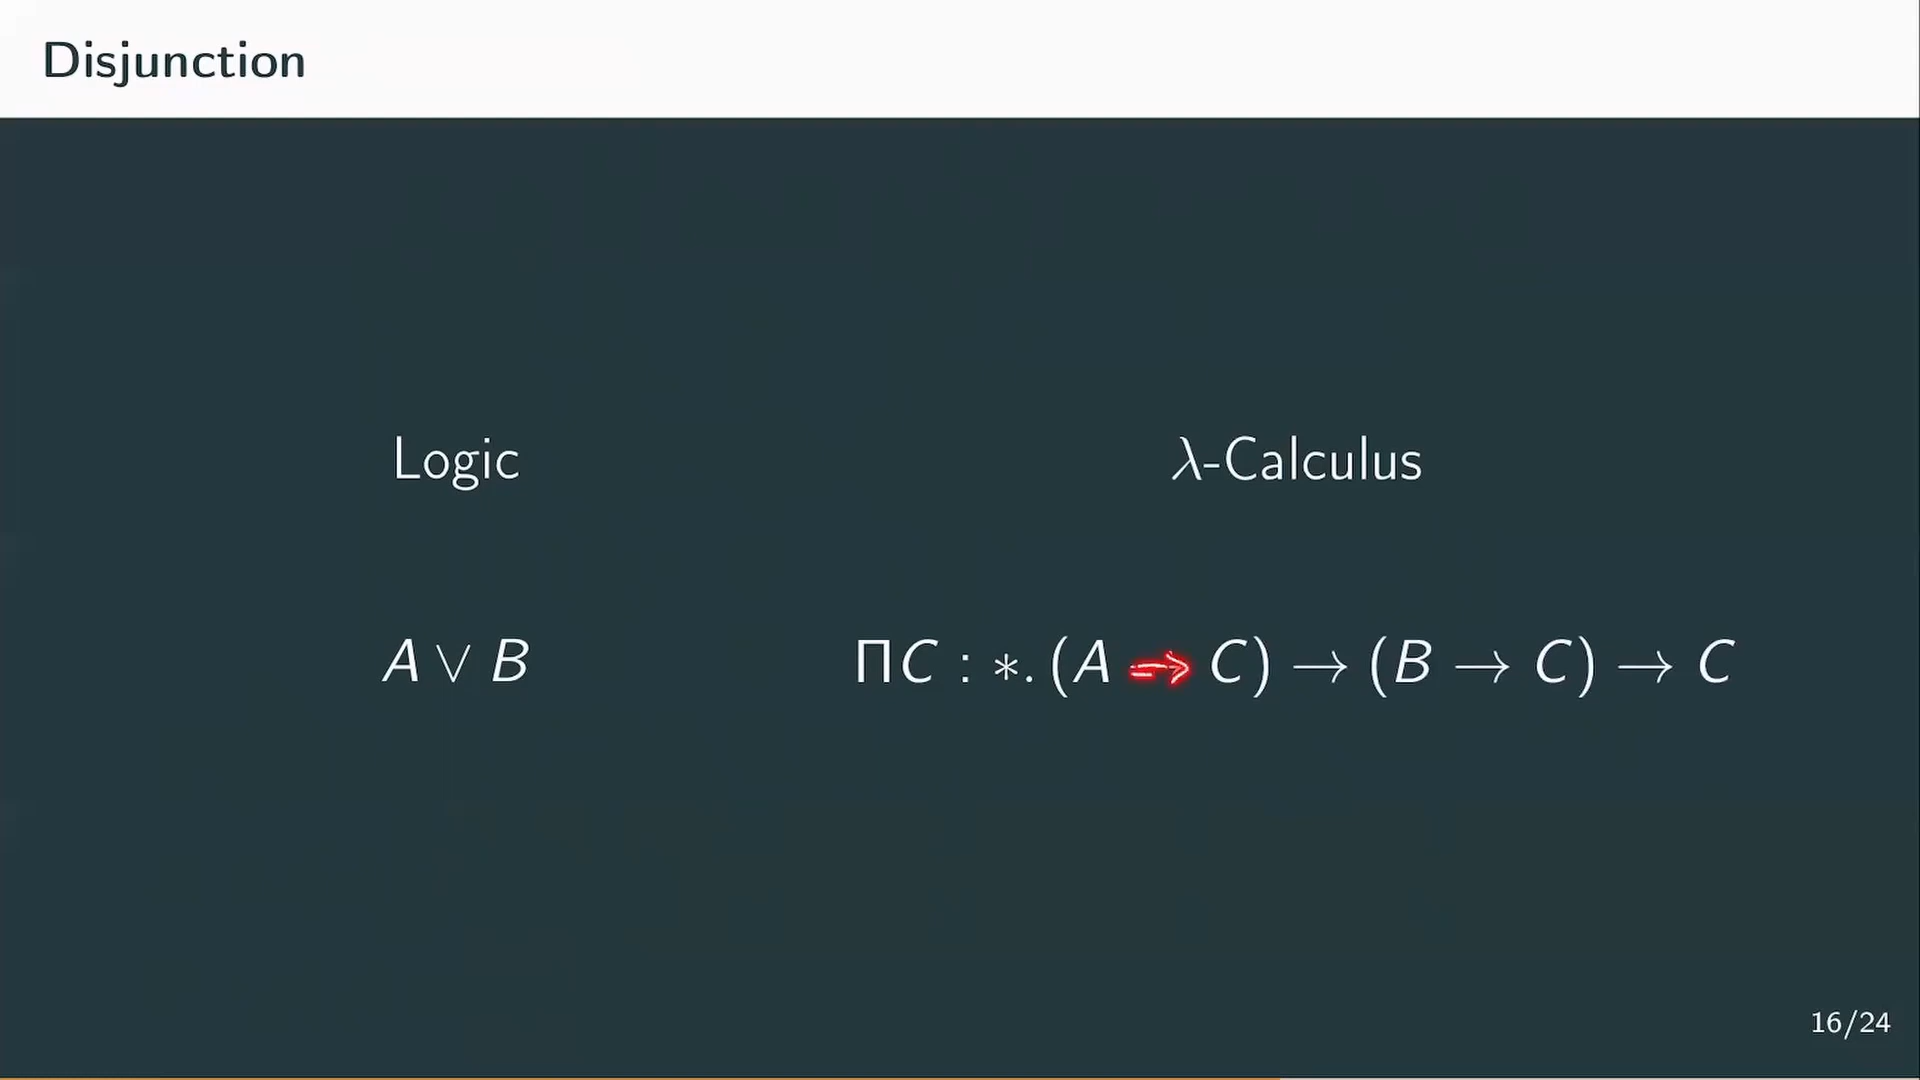 Disjunction
Logic λ-Calculus
A ∨ B ΠC : ∗. (A → C) → (B → C) → C
16/24